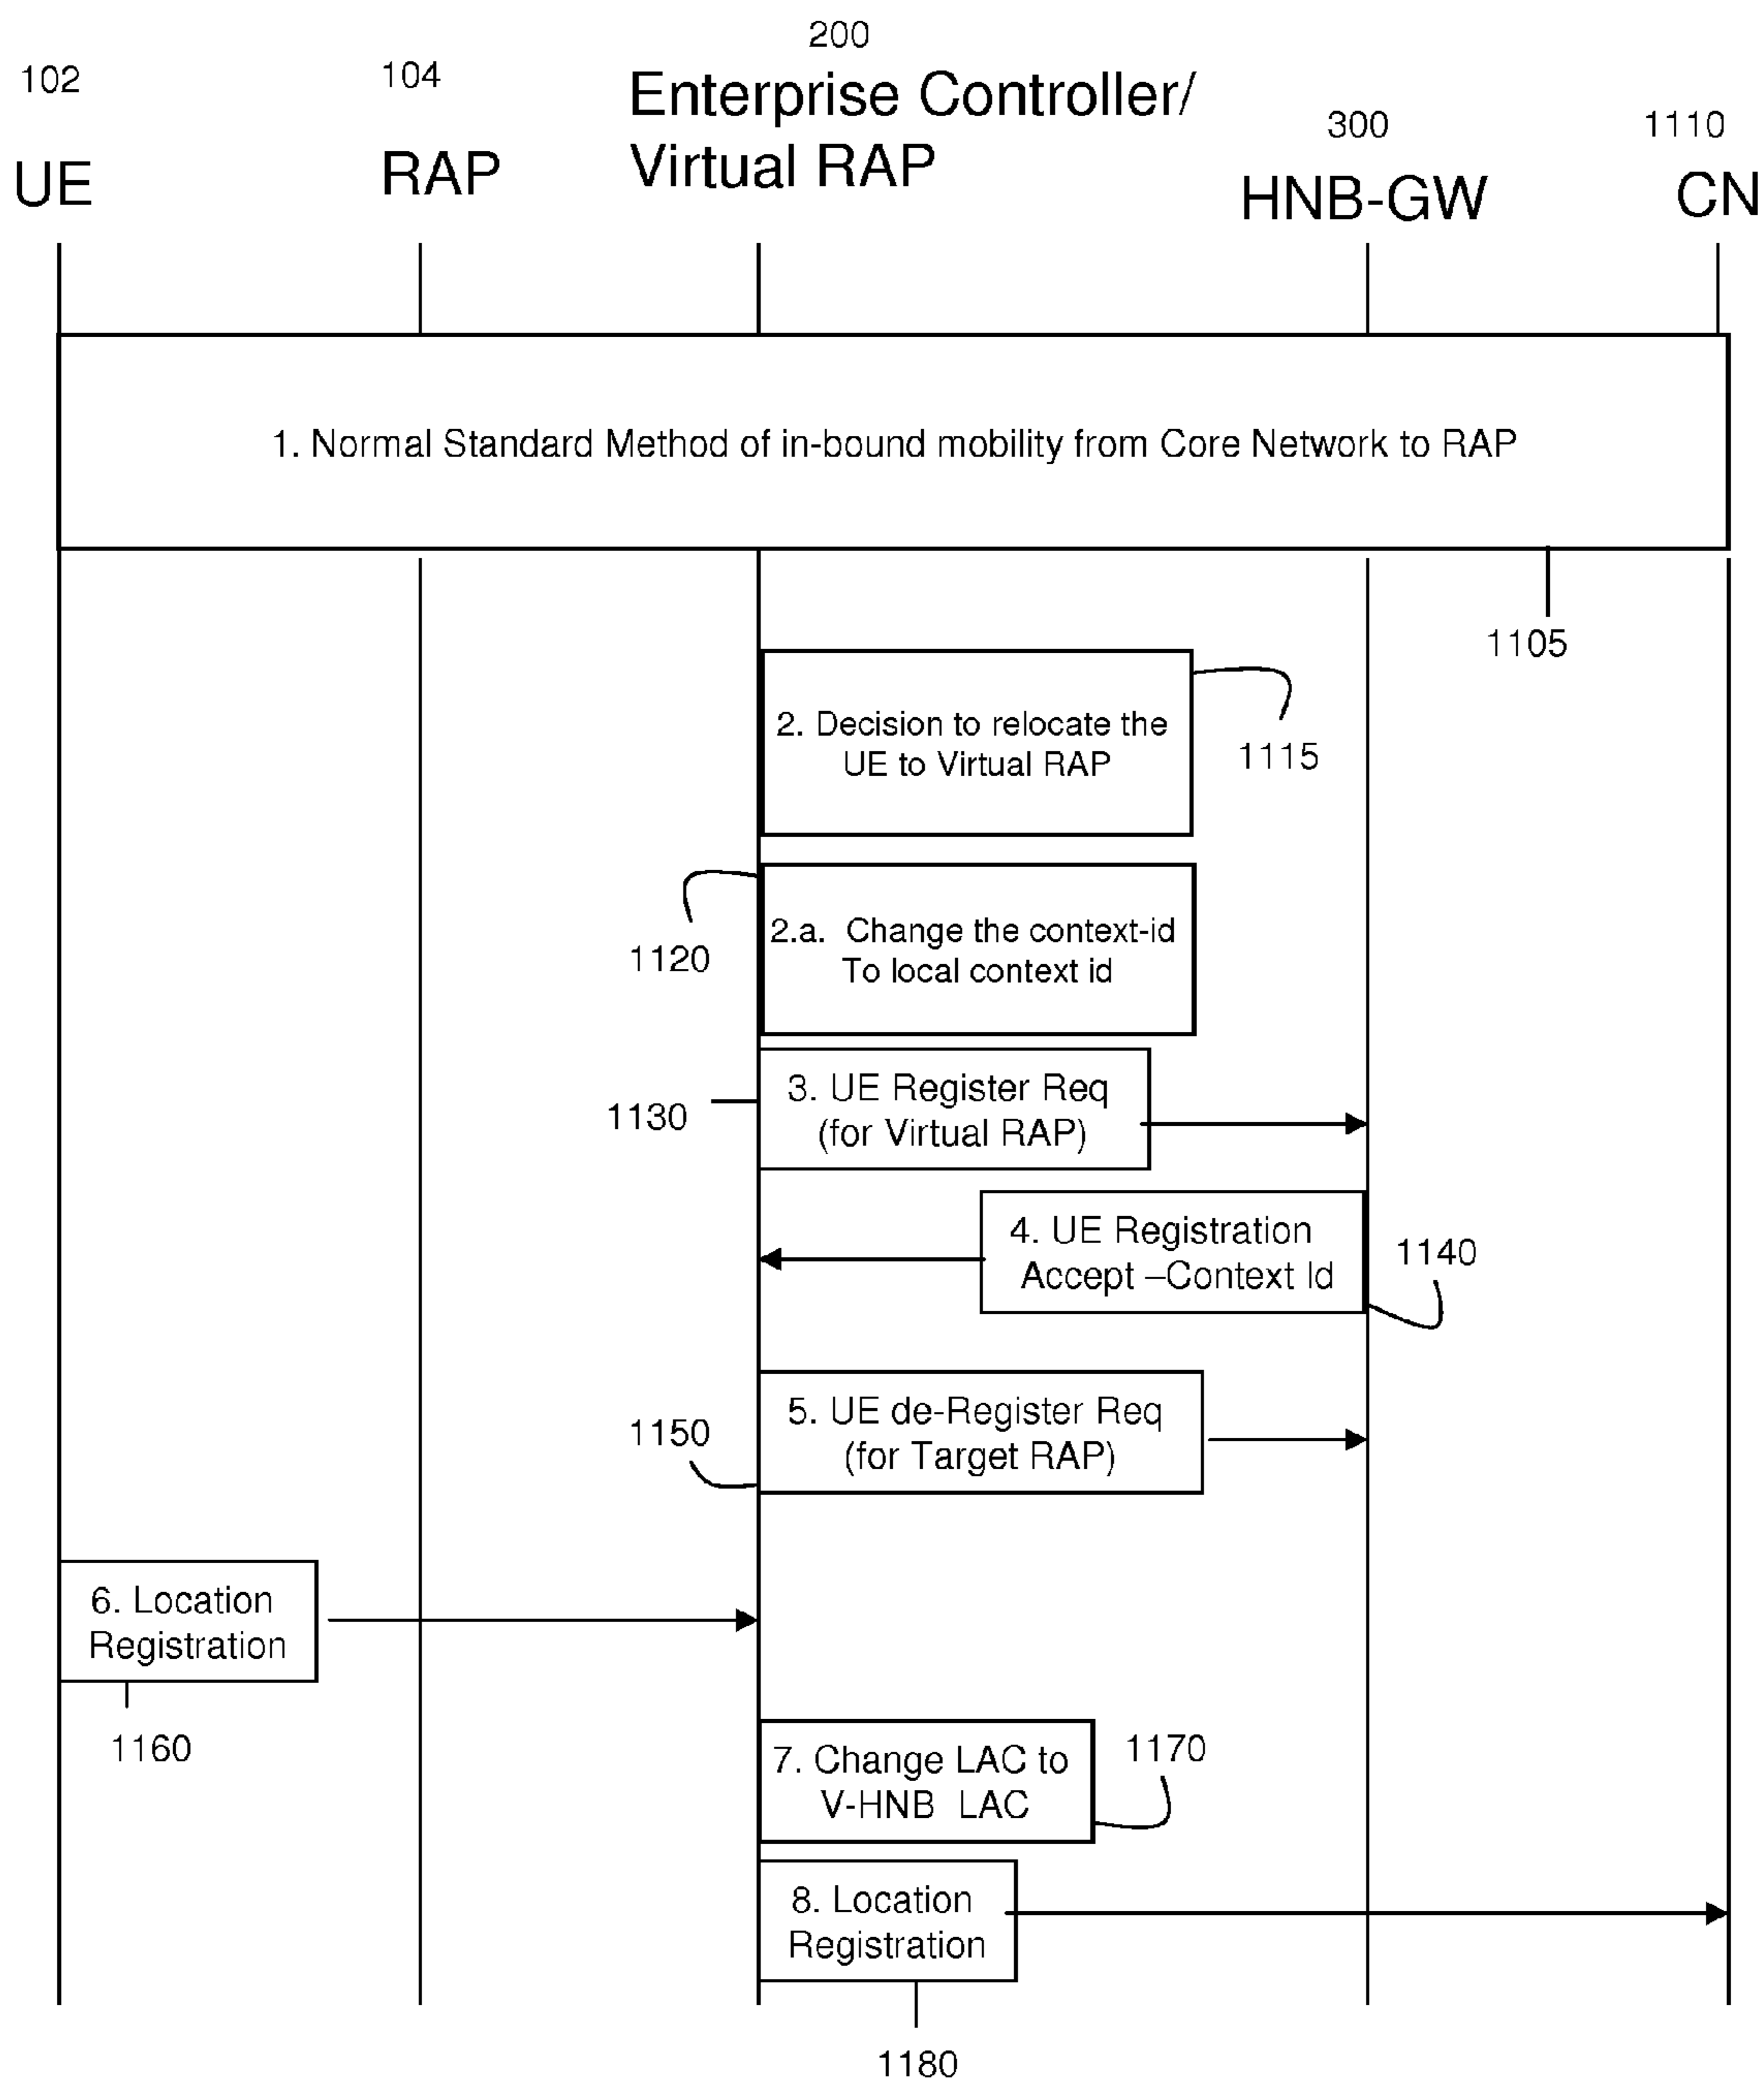 200
102
104
Enterprise Controller/
300
1110
UE
RAP
Virtual RAP
HNB-GW
CN
1. Normal Standard Method of in-bound mobility from Core Network to RAP
1105
2. Decision to relocate the
UE to Virtual RAP
1115
2.a. Change the context-id
To local context id
1120
3. UE Register Req
(for Virtual RAP)
1130
4. UE Registration
Accept –Context Id
1140
5. UE de-Register Req
(for Target RAP)
1150
6. Location
Registration
1160
7. Change LAC to
V-HNB LAC
1170
8. Location
Registration
1180